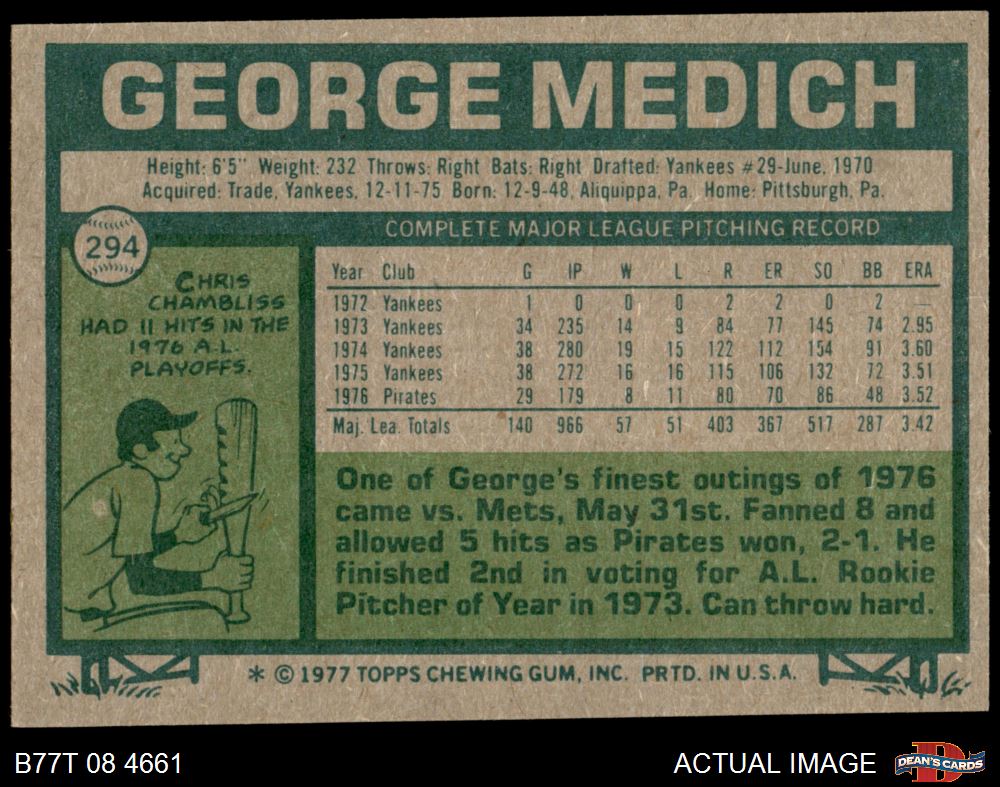 GEORGE MEDICH
Height: 6'5" Weight: 232 Throws: Right Bats: Right Drafted: Yankees #29-June, 1970
Acquired: Trade, Yankees, 12-11-75 Born: 12-9-48, Aliquippa, Pa. Home: Pittsburgh, Pa.
294
CHRIS
CHAMBLISS
HAD 11 HITS IN THE
1976 A.L.
PLAYOFFS.
COMPLETE MAJOR LEAGUE PITCHING RECORD
Year Club G IP W L R ER SO BB ERA
1972 Yankees 1 0 0 0 2 2 0 2 —
1973 Yankees 34 235 14 9 84 77 145 74 2.95
1974 Yankees 38 280 19 15 122 112 154 91 3.60
1975 Yankees 38 272 16 16 115 106 132 72 3.51
1976 Pirates 29 179 8 11 80 70 86 48 3.52
Maj. Lea. Totals 140 966 57 51 403 367 517 287 3.42
One of George's finest outings of 1976
came vs. Mets, May 31st. Fanned 8 and
allowed 5 hits as Pirates won, 2-1. He
finished 2nd in voting for A.L. Rookie
Pitcher of Year in 1973. Can throw hard.
* © 1977 TOPPS CHEWING GUM, INC. PRTD. IN U.S.A.
B77T 08 4661
ACTUAL IMAGE
D
DEAN'S CARDS